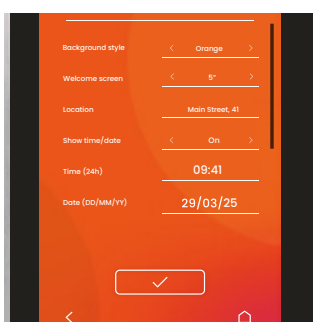 Background style Orange
Welcome screen 5"
Location Main Street, 41
Show time/date On
Time (24h) 09:41
Date (DD/MM/YY) 29/03/25